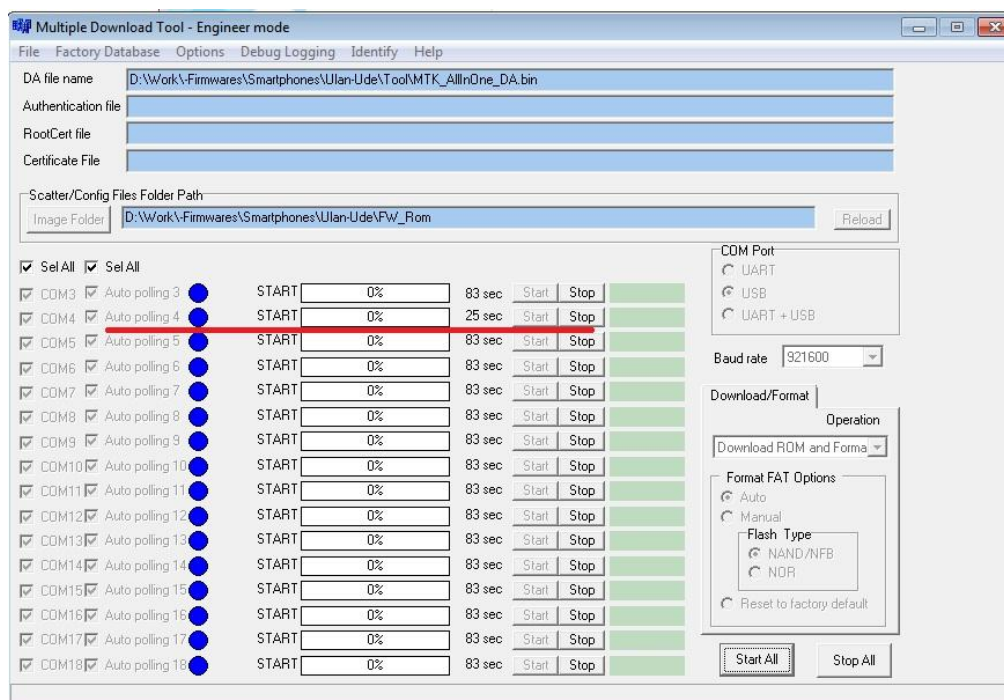 Multiple Download Tool - Engineer mode
File Factory Database Options Debug Logging Identify Help
DA file name D:\Work\-Firmwares\Smartphones\Ulan-Ude\Tool\MTK_AllInOne_DA.bin
Authentication file
RootCert file
Certificate File
Scatter/Config Files Folder Path
Image Folder D:\Work\-Firmwares\Smartphones\Ulan-Ude\FW_Rom Reload
Sel All Sel All
COM3 Auto polling 3 START 0% 83 sec Start Stop
COM4 Auto polling 4 START 0% 25 sec Start Stop
COM5 Auto polling 5 START 0% 83 sec Start Stop
COM6 Auto polling 6 START 0% 83 sec Start Stop
COM7 Auto polling 7 START 0% 83 sec Start Stop
COM8 Auto polling 8 START 0% 83 sec Start Stop
COM9 Auto polling 9 START 0% 83 sec Start Stop
COM10 Auto polling 10 START 0% 83 sec Start Stop
COM11 Auto polling 11 START 0% 83 sec Start Stop
COM12 Auto polling 12 START 0% 83 sec Start Stop
COM13 Auto polling 13 START 0% 83 sec Start Stop
COM14 Auto polling 14 START 0% 83 sec Start Stop
COM15 Auto polling 15 START 0% 83 sec Start Stop
COM16 Auto polling 16 START 0% 83 sec Start Stop
COM17 Auto polling 17 START 0% 83 sec Start Stop
COM18 Auto polling 18 START 0% 83 sec Start Stop
COM Port
UART
USB
UART + USB
Baud rate 921600
Download/Format
Operation
Download ROM and Forma
Format FAT Options
Auto
Manual
Flash Type
NAND/NFB
NOR
Reset to factory default
Start All Stop All